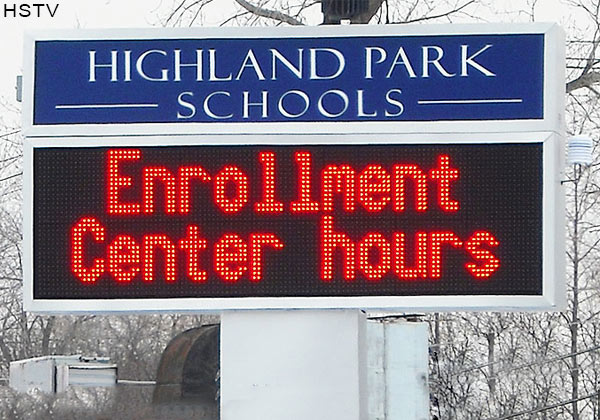 HSTV
HIGHLAND PARK
SCHOOLS
Enrollment
Center hours